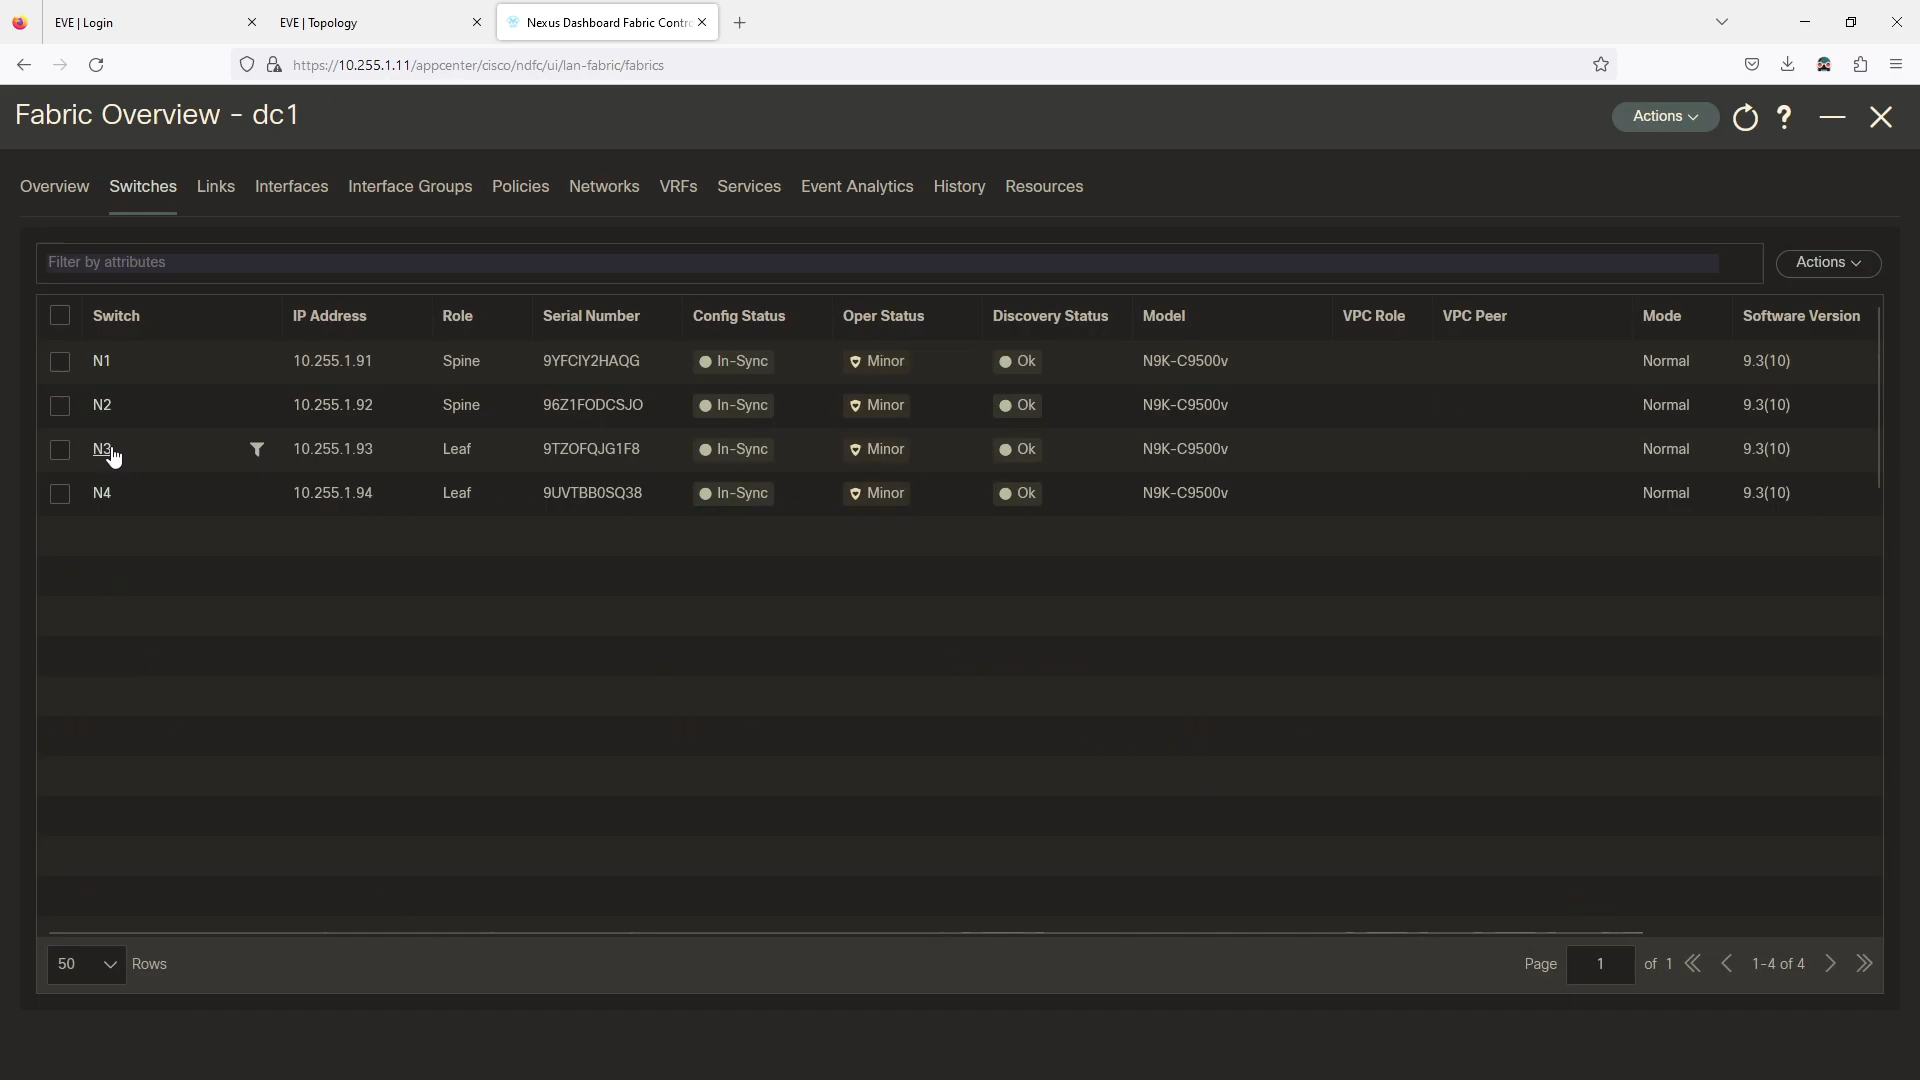 EVE | Login
EVE | Topology
Nexus Dashboard Fabric Contr
https://10.255.1.11/appcenter/cisco/ndfc/ui/lan-fabric/fabrics
Fabric Overview - dc1
Actions
?
Overview Switches Links Interfaces Interface Groups Policies Networks VRFs Services Event Analytics History Resources
Filter by attributes
Actions
Switch IP Address Role Serial Number Config Status Oper Status Discovery Status Model VPC Role VPC Peer Mode Software Version
N1 10.255.1.91 Spine 9YFCIY2HAQG In-Sync Minor Ok N9K-C9500v Normal 9.3(10)
N2 10.255.1.92 Spine 96Z1FODCSJO In-Sync Minor Ok N9K-C9500v Normal 9.3(10)
N3 10.255.1.93 Leaf 9TZOFQJG1F8 In-Sync Minor Ok N9K-C9500v Normal 9.3(10)
N4 10.255.1.94 Leaf 9UVTBB0SQ38 In-Sync Minor Ok N9K-C9500v Normal 9.3(10)
50 Rows
Page 1 of 1 1-4 of 4